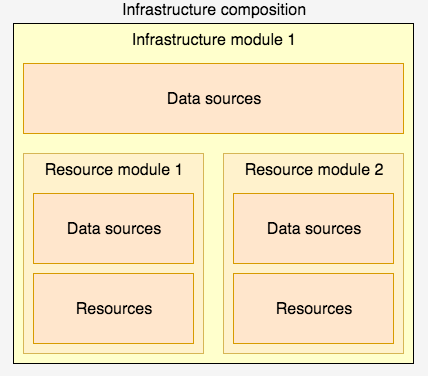 Infrastructure composition
Infrastructure module 1
Data sources
Resource module 1
Data sources
Resources
Resource module 2
Data sources
Resources